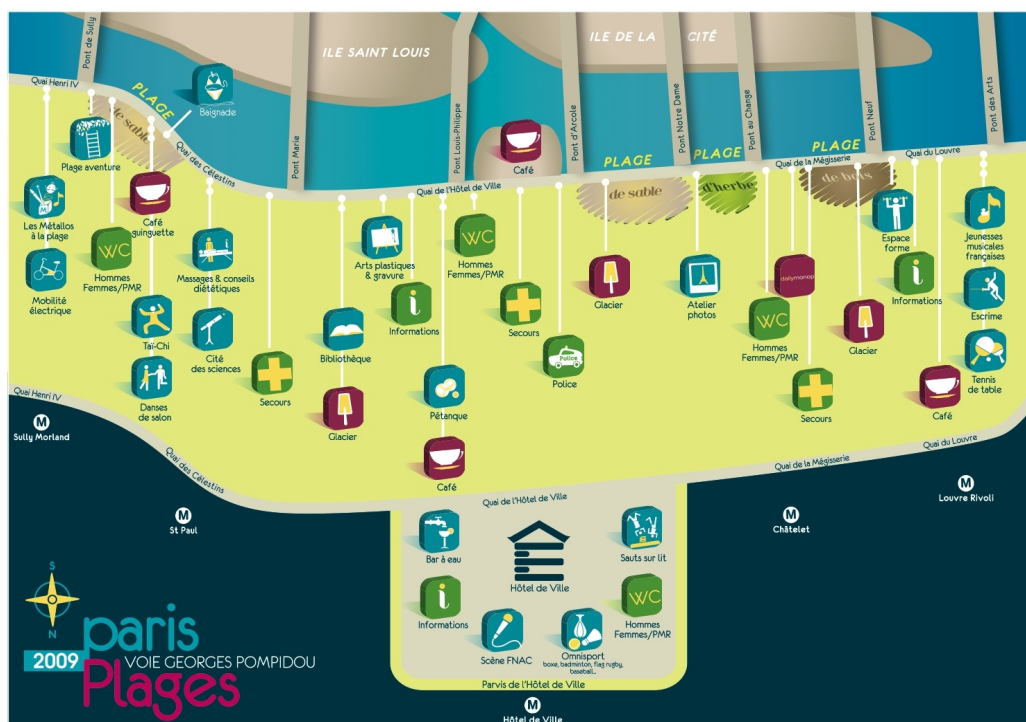 ILE SAINT LOUIS
ILE DE LA CITÉ
Pont de Sully
Pont Marie
Pont Louis-Philippe
Pont d'Arcole
Pont Notre Dame
Pont au Change
Pont Neuf
Pont des Arts
Quai Henri IV
PLAGE
de sable
Baignade
Quai des Célestins
Quai de l'Hôtel de Ville
Café
PLAGE
de sable
PLAGE
d'herbe
PLAGE
de bois
Quai de la Mégisserie
Quai du Louvre
Plage aventure
Les Métallos
à la plage
Mobilité
électrique
WC
Hommes
Femmes/PMR
Café
guinguette
Taï-Chi
Danses
de salon
Massages & conseils
diététiques
Cité
des sciences
Secours
Bibliothèque
Glacier
Arts plastiques
& gravure
i
Informations
Pétanque
Café
WC
Hommes
Femmes/PMR
Secours
Police
Police
Glacier
Atelier
photos
WC
Hommes
Femmes/PMR
dailymonop
Secours
Glacier
Espace
forme
i
Informations
Café
Jeunesses
musicales
françaises
Escrime
Tennis
de table
Quai Henri IV
Quai des Célestins
Quai de l'Hôtel de Ville
Quai de la Mégisserie
Quai du Louvre
M
Sully Morland
M
St Paul
M
Châtelet
M
Louvre Rivoli
Bar à eau
Hôtel de Ville
Sauts sur lit
i
Informations
Scène FNAC
Omnisport
boxe, badminton, flag rugby,
baseball...
WC
Hommes
Femmes/PMR
Parvis de l'Hôtel de Ville
M
Hôtel de Ville
S
N
paris
2009 VOIE GEORGES POMPIDOU
Plages